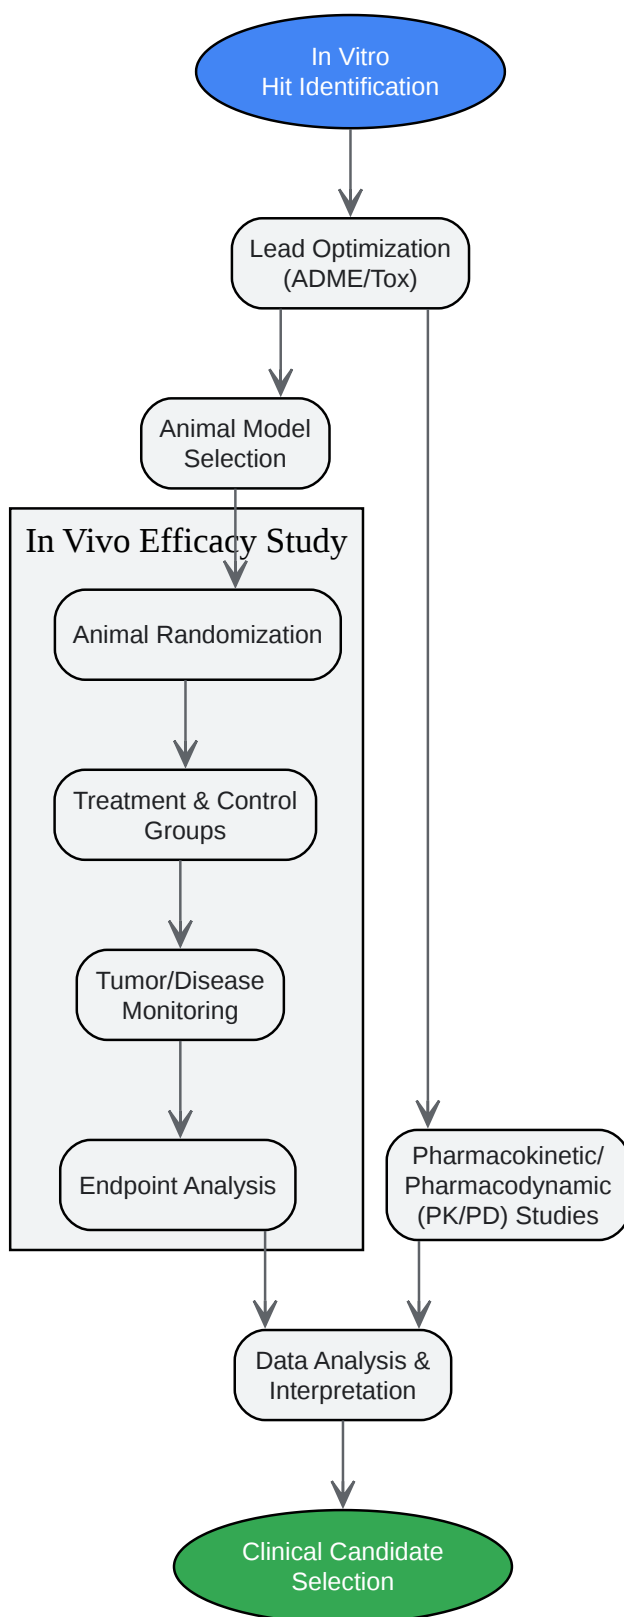 In Vitro
Hit Identification
Lead Optimization
(ADME/Tox)
Animal Model
Selection
In Vivo Efficacy Study
Animal Randomization
Treatment & Control
Groups
Tumor/Disease
Monitoring
Endpoint Analysis
Pharmacokinetic/
Pharmacodynamic
(PK/PD) Studies
Data Analysis &
Interpretation
Clinical Candidate
Selection